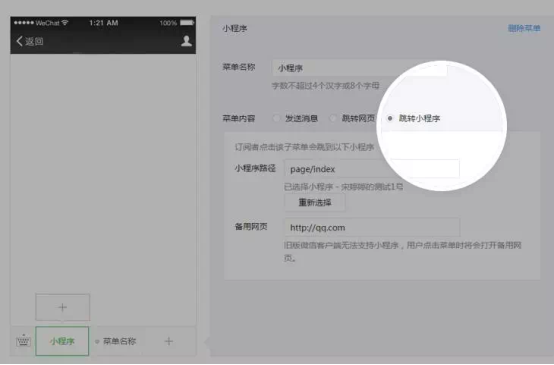 WeChat 1:21 AM 100%
返回
小程序 删除菜单
菜单名称 小程序
字数不超过4个汉字或8个字母
菜单内容 发送消息 跳转网页 跳转小程序
订阅者点击该子菜单会跳到以下小程序
小程序路径 page/index
已选择小程序 - 的测试1号
重新选择
备用网页 http://qq.com
旧版微信客户端无法支持小程序，用户点击菜单时将会打开备用网
页。
+
小程序 菜单名称 +